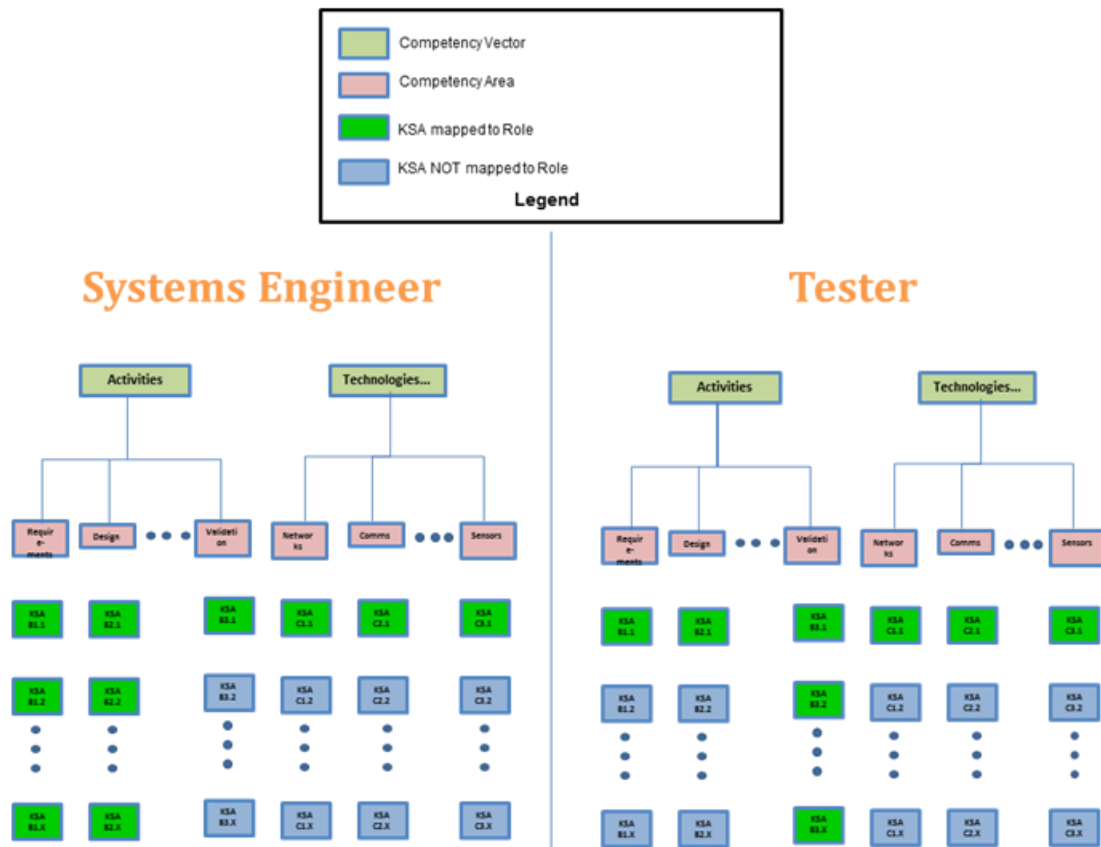 Competency Vector
Competency Area
KSA mapped to Role
KSA NOT mapped to Role
Legend
Systems Engineer
Activities
Technologies...
Require-
ments
Design
Validati
on
Networ
ks
Comms
Sensors
KSA
B1.1
KSA
B2.1
KSA
B3.1
KSA
C1.1
KSA
C2.1
KSA
C3.1
KSA
B1.2
KSA
B2.2
KSA
B3.2
KSA
C1.2
KSA
C2.2
KSA
C3.2
KSA
B1.X
KSA
B2.X
KSA
B3.X
KSA
C1.X
KSA
C2.X
KSA
C3.X
Tester
Activities
Technologies...
Require-
ments
Design
Validati
on
Networ
ks
Comms
Sensors
KSA
B1.1
KSA
B2.1
KSA
B3.1
KSA
C1.1
KSA
C2.1
KSA
C3.1
KSA
B1.2
KSA
B2.2
KSA
B3.2
KSA
C1.2
KSA
C2.2
KSA
C3.2
KSA
B1.X
KSA
B2.X
KSA
B3.X
KSA
C1.X
KSA
C2.X
KSA
C3.X